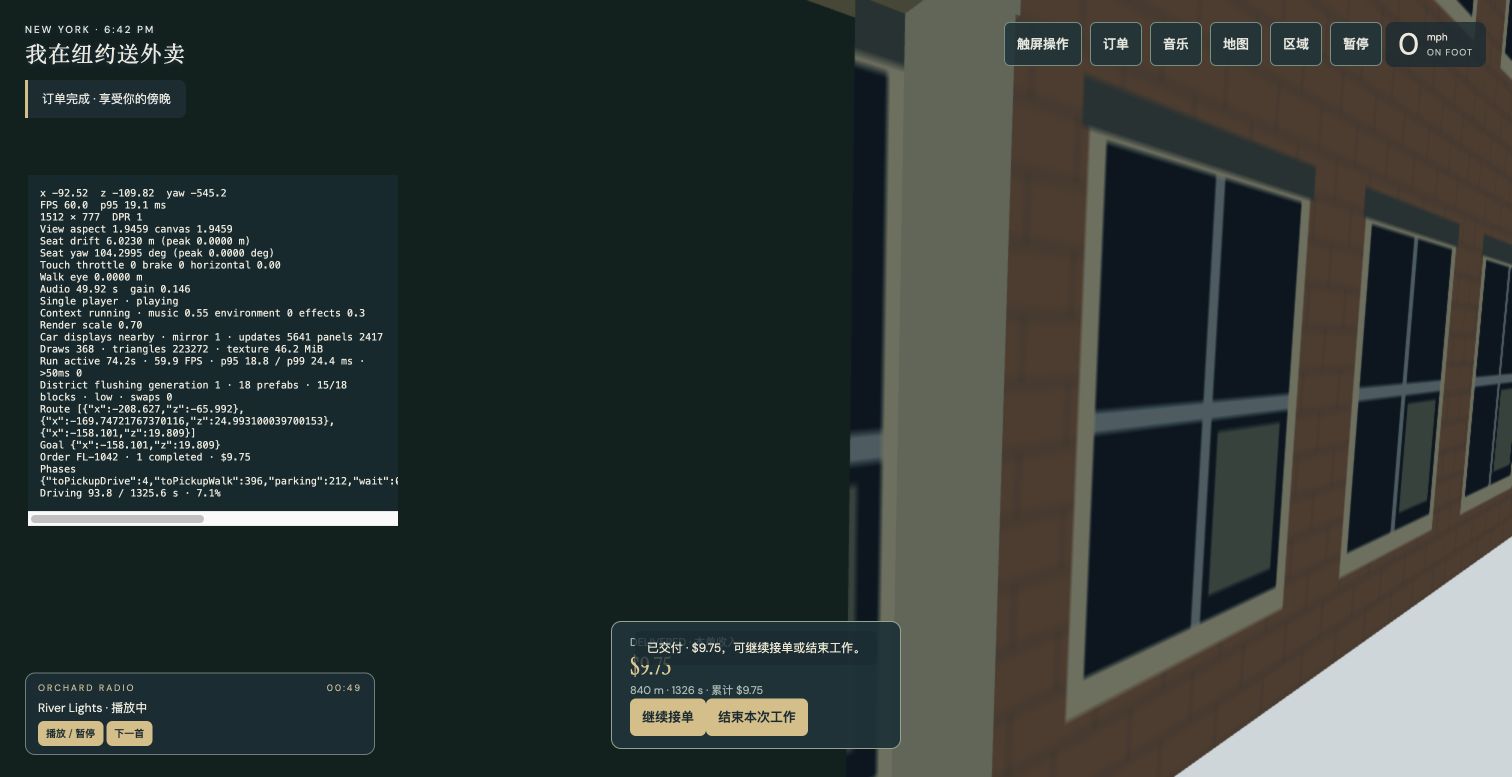 NEW YORK · 6:42 PM
我在纽约送外卖
订单完成 · 享受你的傍晚
触屏操作
订单
音乐
地图
区域
暂停
0 mph
ON FOOT
x -92.52 z -109.82 yaw -545.2
FPS 60.0 p95 19.1 ms
1512 × 777 DPR 1
View aspect 1.9459 canvas 1.9459
Seat drift 6.0230 m (peak 0.0000 m)
Seat yaw 104.2995 deg (peak 0.0000 deg)
Touch throttle 0 brake 0 horizontal 0.00
Walk eye 0.0000 m
Audio 49.92 s gain 0.146
Single player · playing
Context running · music 0.55 environment 0 effects 0.3
Render scale 0.70
Car displays nearby · mirror 1 · updates 5641 panels 2417
Draws 368 · triangles 223272 · texture 46.2 MiB
Run active 74.2s · 59.9 FPS · p95 18.8 / p99 24.4 ms ·
>50ms 0
District flushing generation 1 · 18 prefabs · 15/18
blocks · low · swaps 0
Route [{"x":-208.627,"z":-65.992},
{"x":-169.74721767370116,"z":24.993100039700153},
{"x":-158.101,"z":19.809}]
Goal {"x":-158.101,"z":19.809}
Order FL-1042 · 1 completed · $9.75
Phases
{"toPickupDrive":4,"toPickupWalk":396,"parking":212,"wait":
Driving 93.8 / 1325.6 s · 7.1%
ORCHARD RADIO 00:49
River Lights · 播放中
播放 / 暂停
下一首
已交付 · $9.75，可继续接单或结束工作。
$9.75
840 m · 1326 s · 累计 $9.75
继续接单
结束本次工作